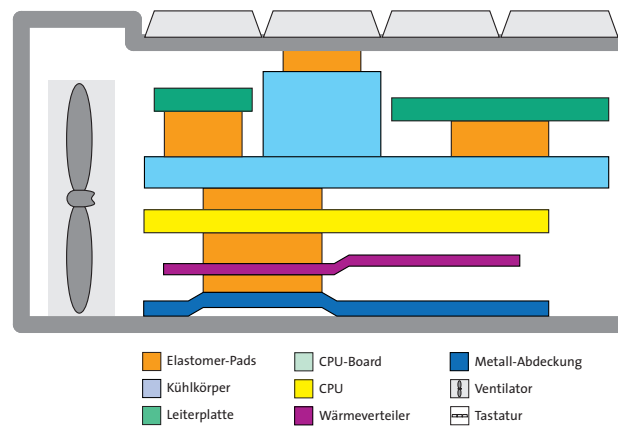 Elastomer-Pads
CPU-Board
Metall-Abdeckung
Kühlkörper
CPU
Ventilator
Leiterplatte
Wärmeverteiler
Tastatur